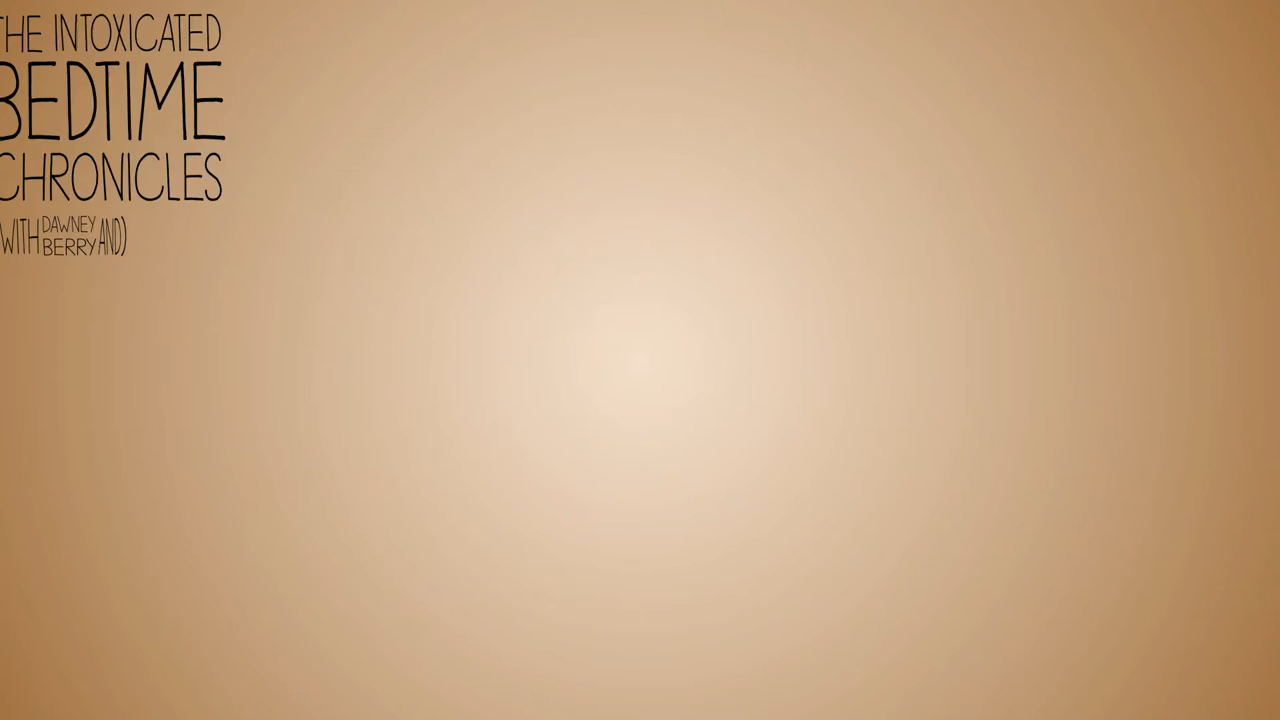 THE INTOXICATED
BEDTIME
CHRONICLES
(WITH DAWNEY BERRY AND)